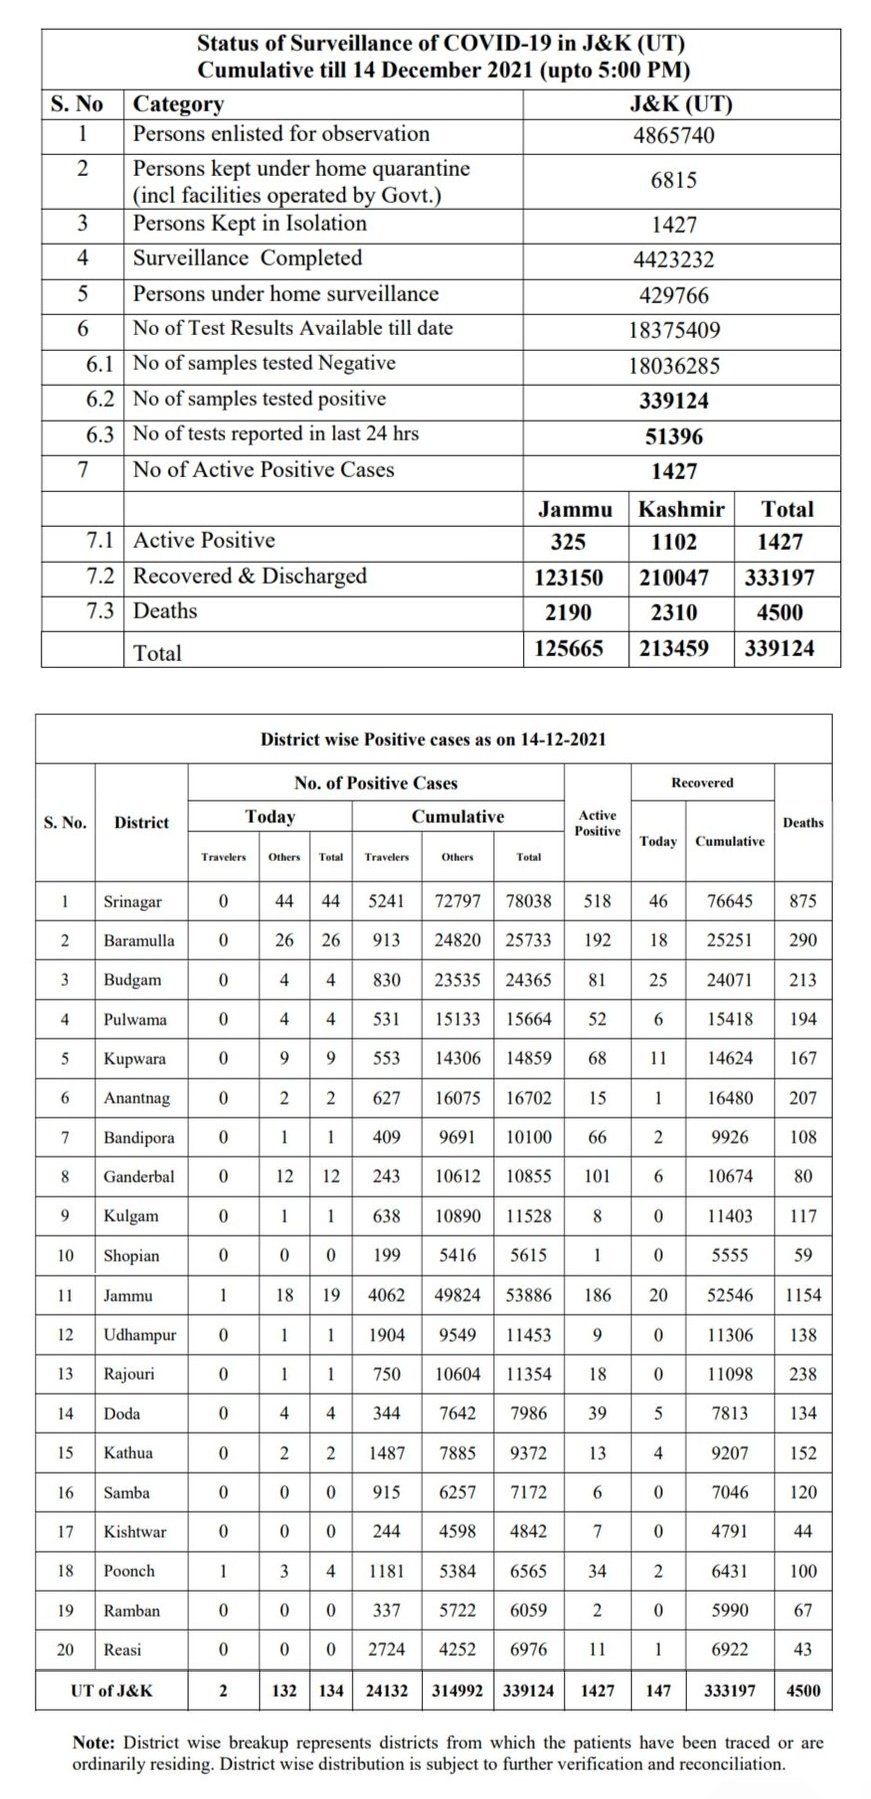 Status of Surveillance of COVID-19 in J&K (UT)
Cumulative till 14 December 2021 (upto 5:00 PM)
S. No Category J&K (UT)
1 Persons enlisted for observation 4865740
2 Persons kept under home quarantine
(incl facilities operated by Govt.) 6815
3 Persons Kept in Isolation 1427
4 Surveillance Completed 4423232
5 Persons under home surveillance 429766
6 No of Test Results Available till date 18375409
6.1 No of samples tested Negative 18036285
6.2 No of samples tested positive 339124
6.3 No of tests reported in last 24 hrs 51396
7 No of Active Positive Cases 1427
Jammu Kashmir Total
7.1 Active Positive 325 1102 1427
7.2 Recovered & Discharged 123150 210047 333197
7.3 Deaths 2190 2310 4500
Total 125665 213459 339124
District wise Positive cases as on 14-12-2021
S. No. District No. of Positive Cases Active Positive Recovered Deaths
Today Cumulative Today Cumulative
Travelers Others Total Travelers Others Total
1 Srinagar 0 44 44 5241 72797 78038 518 46 76645 875
2 Baramulla 0 26 26 913 24820 25733 192 18 25251 290
3 Budgam 0 4 4 830 23535 24365 81 25 24071 213
4 Pulwama 0 4 4 531 15133 15664 52 6 15418 194
5 Kupwara 0 9 9 553 14306 14859 68 11 14624 167
6 Anantnag 0 2 2 627 16075 16702 15 1 16480 207
7 Bandipora 0 1 1 409 9691 10100 66 2 9926 108
8 Ganderbal 0 12 12 243 10612 10855 101 6 10674 80
9 Kulgam 0 1 1 638 10890 11528 8 0 11403 117
10 Shopian 0 0 0 199 5416 5615 1 0 5555 59
11 Jammu 1 18 19 4062 49824 53886 186 20 52546 1154
12 Udhampur 0 1 1 1904 9549 11453 9 0 11306 138
13 Rajouri 0 1 1 750 10604 11354 18 0 11098 238
14 Doda 0 4 4 344 7642 7986 39 5 7813 134
15 Kathua 0 2 2 1487 7885 9372 13 4 9207 152
16 Samba 0 0 0 915 6257 7172 6 0 7046 120
17 Kishtwar 0 0 0 244 4598 4842 7 0 4791 44
18 Poonch 1 3 4 1181 5384 6565 34 2 6431 100
19 Ramban 0 0 0 337 5722 6059 2 0 5990 67
20 Reasi 0 0 0 2724 4252 6976 11 1 6922 43
UT of J&K 2 132 134 24132 314992 339124 1427 147 333197 4500
Note: District wise breakup represents districts from which the patients have been traced or are
ordinarily residing. District wise distribution is subject to further verification and reconciliation.